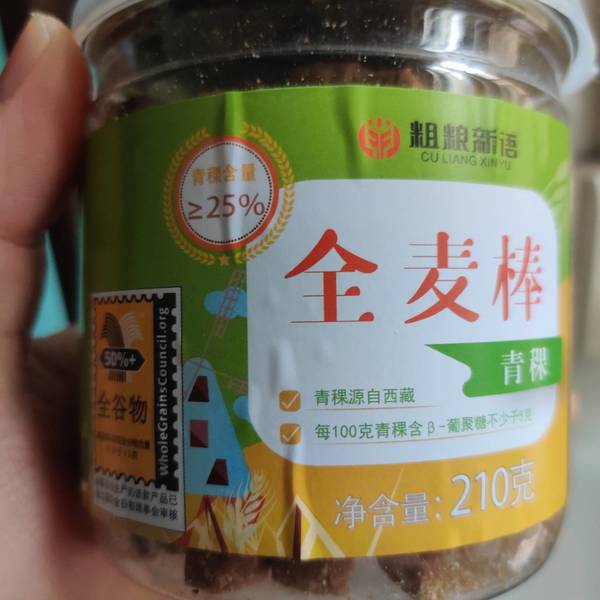 粗粮新语
CU LIANG XIN YU
青稞含量
≥25%
全麦棒
青稞
青稞源自西藏
每100克青稞含β-葡聚糖不少于5克
净含量：210克
50%+
全谷物
WholeGrainsCouncil.org